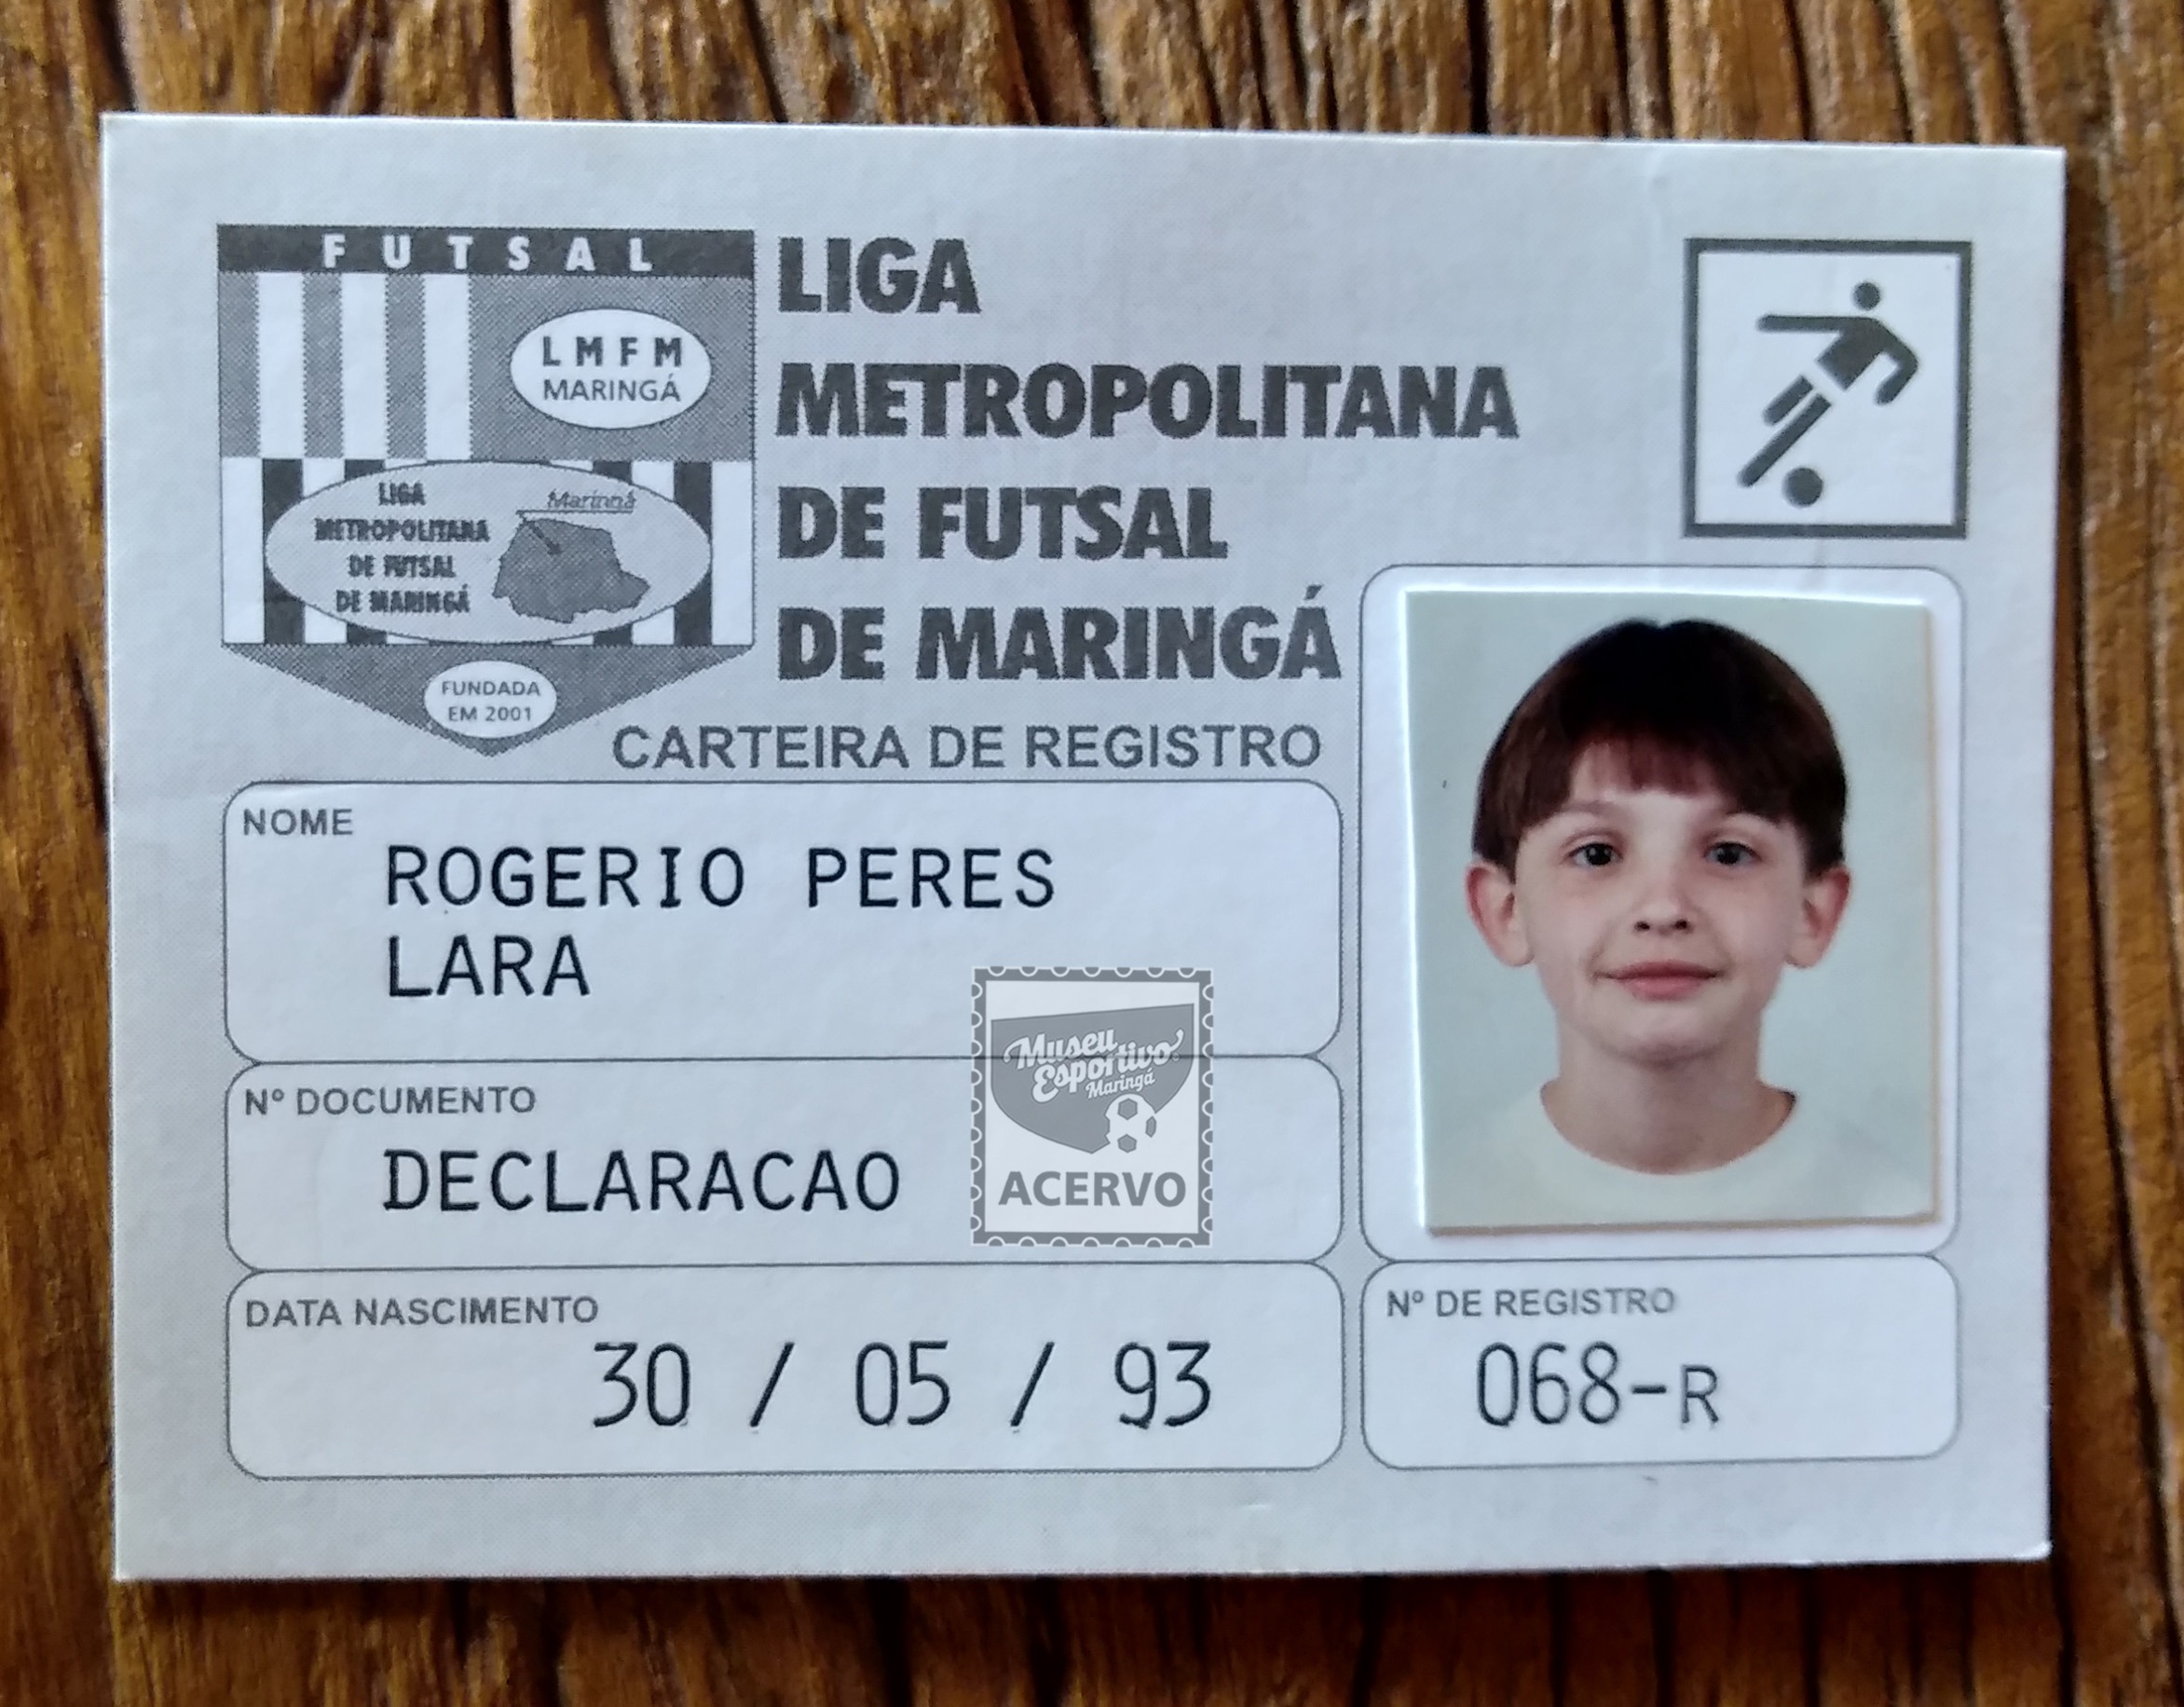 FUTSAL
LMFM
MARINGÁ
LIGA
METROPOLITANA
DE FUTSAL
DE MARINGÁ
Maringá
FUNDADA
EM 2001
LIGA
METROPOLITANA
DE FUTSAL
DE MARINGÁ
CARTEIRA DE REGISTRO
NOME
ROGERIO PERES
LARA
Nº DOCUMENTO
DECLARACAO
Museu
Esportivo
Maringá
ACERVO
DATA NASCIMENTO
30 / 05 / 93
Nº DE REGISTRO
068-R